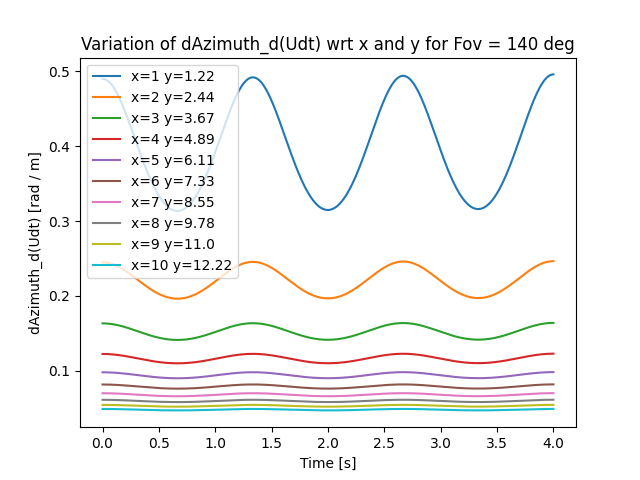 Variation of dAzimuth_d(Udt) wrt x and y for Fov = 140 deg
x=1 y=1.22
x=2 y=2.44
x=3 y=3.67
x=4 y=4.89
x=5 y=6.11
x=6 y=7.33
x=7 y=8.55
x=8 y=9.78
x=9 y=11.0
x=10 y=12.22
dAzimuth_d(Udt) [rad / m]
0.5
0.4
0.3
0.2
0.1
0.0 0.5 1.0 1.5 2.0 2.5 3.0 3.5 4.0
Time [s]